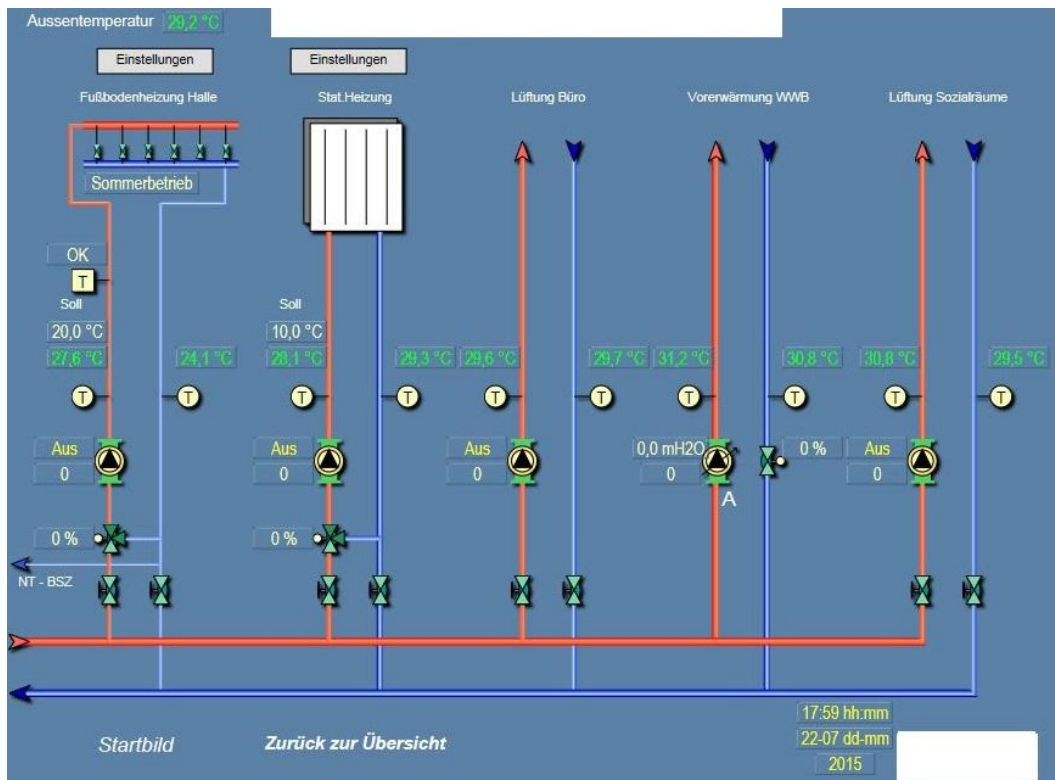 Aussentemperatur 29,2 °C
Einstellungen Einstellungen
Fußbodenheizung Halle Stat.Heizung Lüftung Büro Vorerwärmung WWB Lüftung Sozialräume
Sommerbetrieb
OK
T
Soll Soll
20,0 °C 10,0 °C
27,6 °C 24,1 °C 28,1 °C 29,3 °C 29,6 °C 29,7 °C 31,2 °C 30,8 °C 30,8 °C 29,5 °C
T T T T T T T T T T
Aus Aus Aus 0,0 mH2O 0 % Aus
0 0 0 0 0
A
0 % 0 %
NT - BSZ
17:59 hh:mm
22-07 dd-mm
Startbild Zurück zur Übersicht
2015